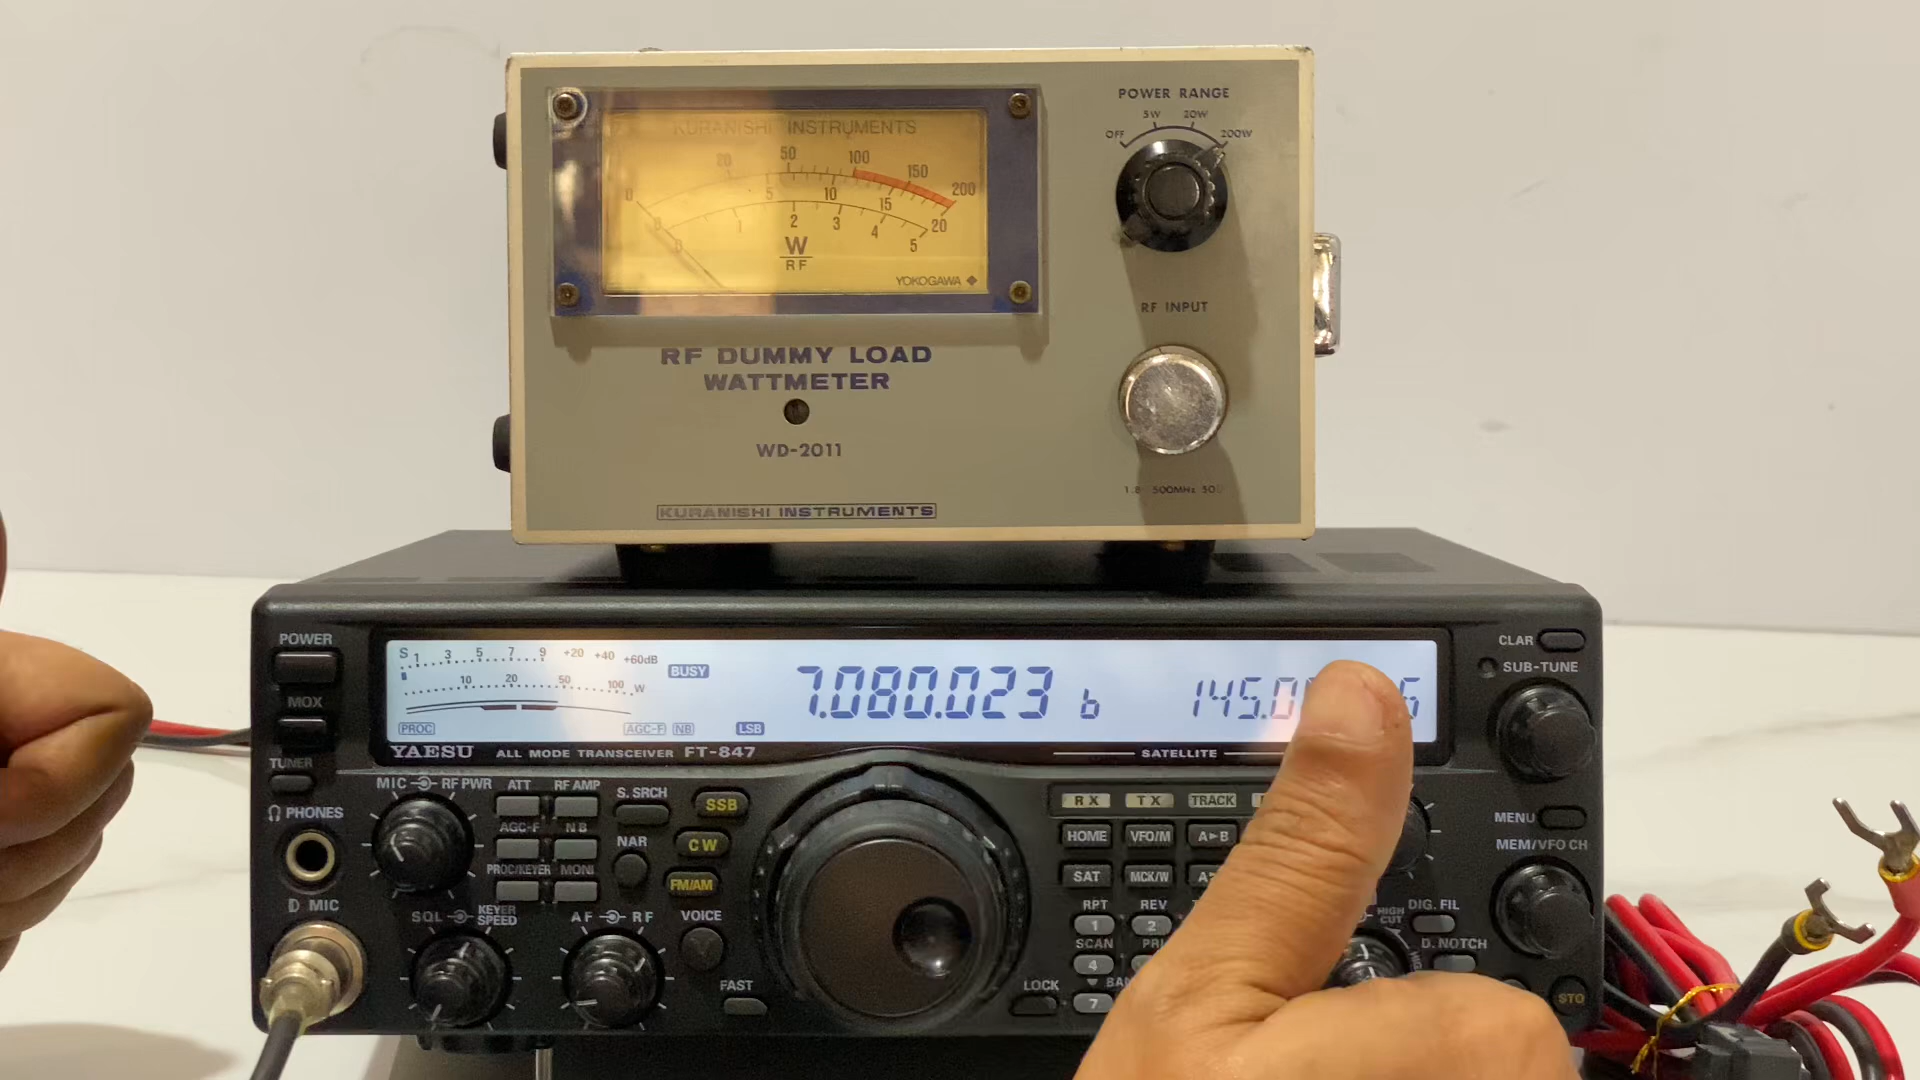 KURANISHI INSTRUMENTS
0 20 50 100 150 200
0 5 10 15 20
0 1 2 3 4 5
W
RF
YOKOGAWA
POWER RANGE
OFF 5W 20W 200W
RF INPUT
RF DUMMY LOAD
WATTMETER
WD-2011
KURANISHI INSTRUMENTS
POWER
MOX
TUNER
PHONES
MIC
S 1 3 5 7 9 +20 +40 +60dB
10 20 50 100 W
PROC AGC-F NB
BUSY
LSB
7.080.023 b
YAESU ALL MODE TRANSCEIVER FT-847
SATELLITE
MIC RF PWR
ATT RF AMP
AGC-F NB
PROC/KEYER MONI
S. SRCH
NAR
SSB
CW
FM/AM
SQL KEYER SPEED
AF RF
VOICE
FAST
LOCK
RX TX TRACK
HOME VFO/M A▶B
SAT MCK/W
RPT REV
1 2
SCAN
4
7
CLAR
SUB-TUNE
MENU
MEM/VFO CH
HIGH CUT
DIG. FIL
D. NOTCH
STO